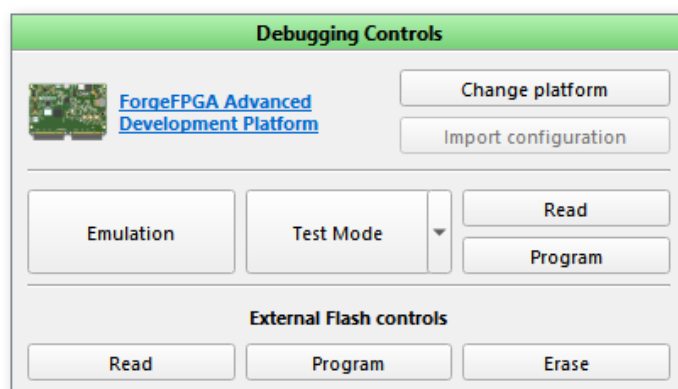 Debugging Controls
ForgeFPGA Advanced
Development Platform
Change platform
Import configuration
Emulation
Test Mode
Read
Program
External Flash controls
Read
Program
Erase